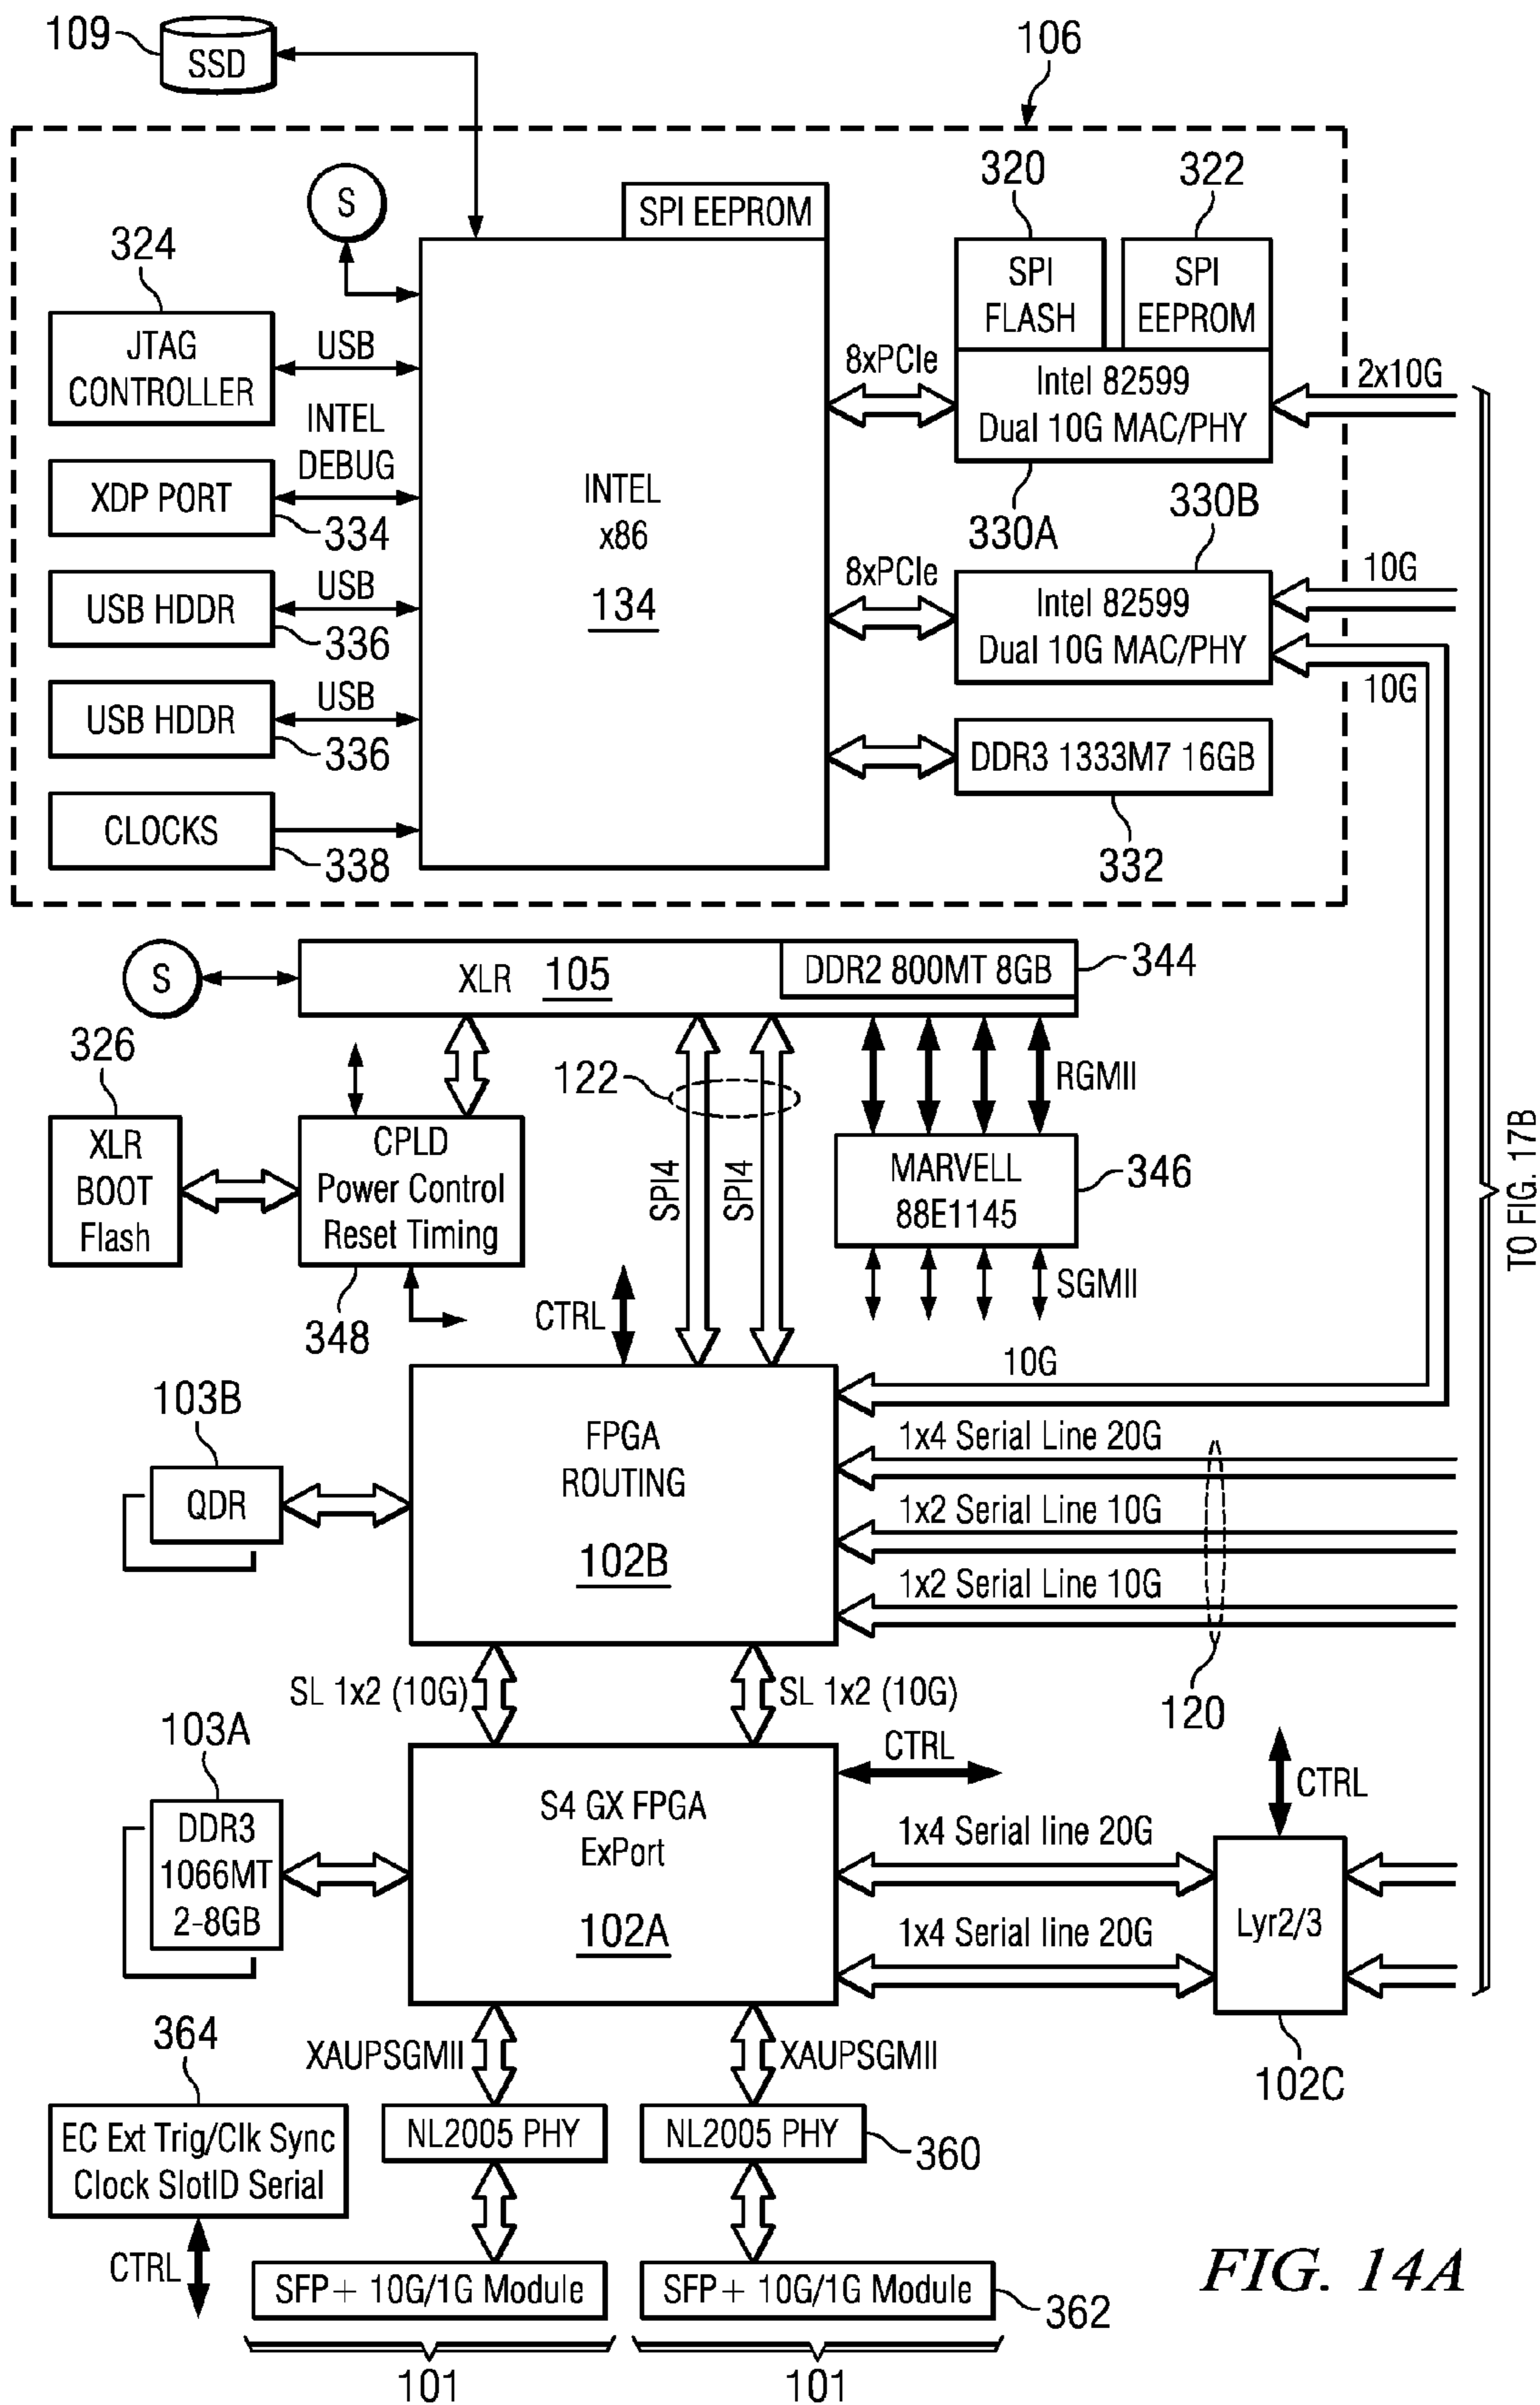 109
SSD
106
S
SPI EEPROM
320
322
324
SPI
FLASH
SPI
EEPROM
JTAG
CONTROLLER
USB
8xPCIe
Intel 82599
Dual 10G MAC/PHY
2x10G
INTEL
DEBUG
XDP PORT
334
INTEL
x86
134
330A
330B
USB HDDR
USB
336
8xPCIe
Intel 82599
Dual 10G MAC/PHY
10G
10G
USB HDDR
USB
336
DDR3 1333M7 16GB
332
CLOCKS
338
S
XLR 105
DDR2 800MT 8GB
344
326
122
RGMII
XLR
BOOT
Flash
CPLD
Power Control
Reset Timing
348
SPI4
SPI4
MARVELL
88E1145
346
SGMII
TO FIG. 17B
CTRL
10G
103B
QDR
FPGA
ROUTING
102B
1x4 Serial Line 20G
1x2 Serial Line 10G
1x2 Serial Line 10G
120
SL 1x2 (10G)
SL 1x2 (10G)
103A
DDR3
1066MT
2-8GB
S4 GX FPGA
ExPort
102A
CTRL
CTRL
1x4 Serial line 20G
1x4 Serial line 20G
Lyr2/3
102C
364
XAUPSGMII
XAUPSGMII
EC Ext Trig/Clk Sync
Clock SlotID Serial
NL2005 PHY
NL2005 PHY
360
CTRL
SFP+ 10G/1G Module
SFP+ 10G/1G Module
362
101
101
FIG. 14A